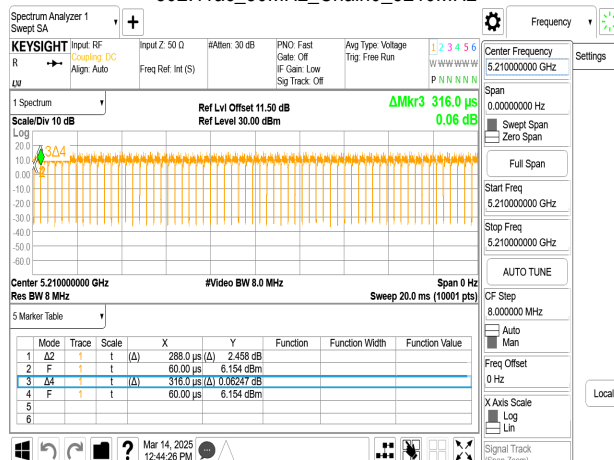 Spectrum Analyzer 1
Swept SA
Frequency
KEYSIGHT
R
Input: RF
Coupling: DC
Align: Auto
Input Z: 50 Ω
Freq Ref: Int (S)
#Atten: 30 dB
PNO: Fast
Gate: Off
IF Gain: Low
Sig Track: Off
Avg Type: Voltage
Trig: Free Run
1 2 3 4 5 6
W W W W W W
P N N N N N
1 Spectrum
Scale/Div 10 dB
Ref Lvl Offset 11.50 dB
Ref Level 30.00 dBm
ΔMkr3 316.0 µs
0.06 dB
Log
20.0
10.0
0.00
-10.0
-20.0
-30.0
-40.0
-50.0
-60.0
3Δ4
Center 5.210000000 GHz
#Video BW 8.0 MHz
Span 0 Hz
Res BW 8 MHz
Sweep 20.0 ms (10001 pts)
5 Marker Table
Mode Trace Scale X Y Function Function Width Function Value
1 Δ2 1 t (Δ) 288.0 µs (Δ) 2.458 dB
2 F 1 t 60.00 µs 6.154 dBm
3 Δ4 1 t (Δ) 316.0 µs (Δ) 0.06247 dB
4 F 1 t 60.00 µs 6.154 dBm
5
6
?
Mar 14, 2025
12:44:26 PM
Center Frequency
5.210000000 GHz
Settings
Span
0.00000000 Hz
Swept Span
Zero Span
Full Span
Start Freq
5.210000000 GHz
Stop Freq
5.210000000 GHz
AUTO TUNE
CF Step
8.000000 MHz
Auto
Man
Freq Offset
0 Hz
X Axis Scale
Log
Lin
Local
Signal Track